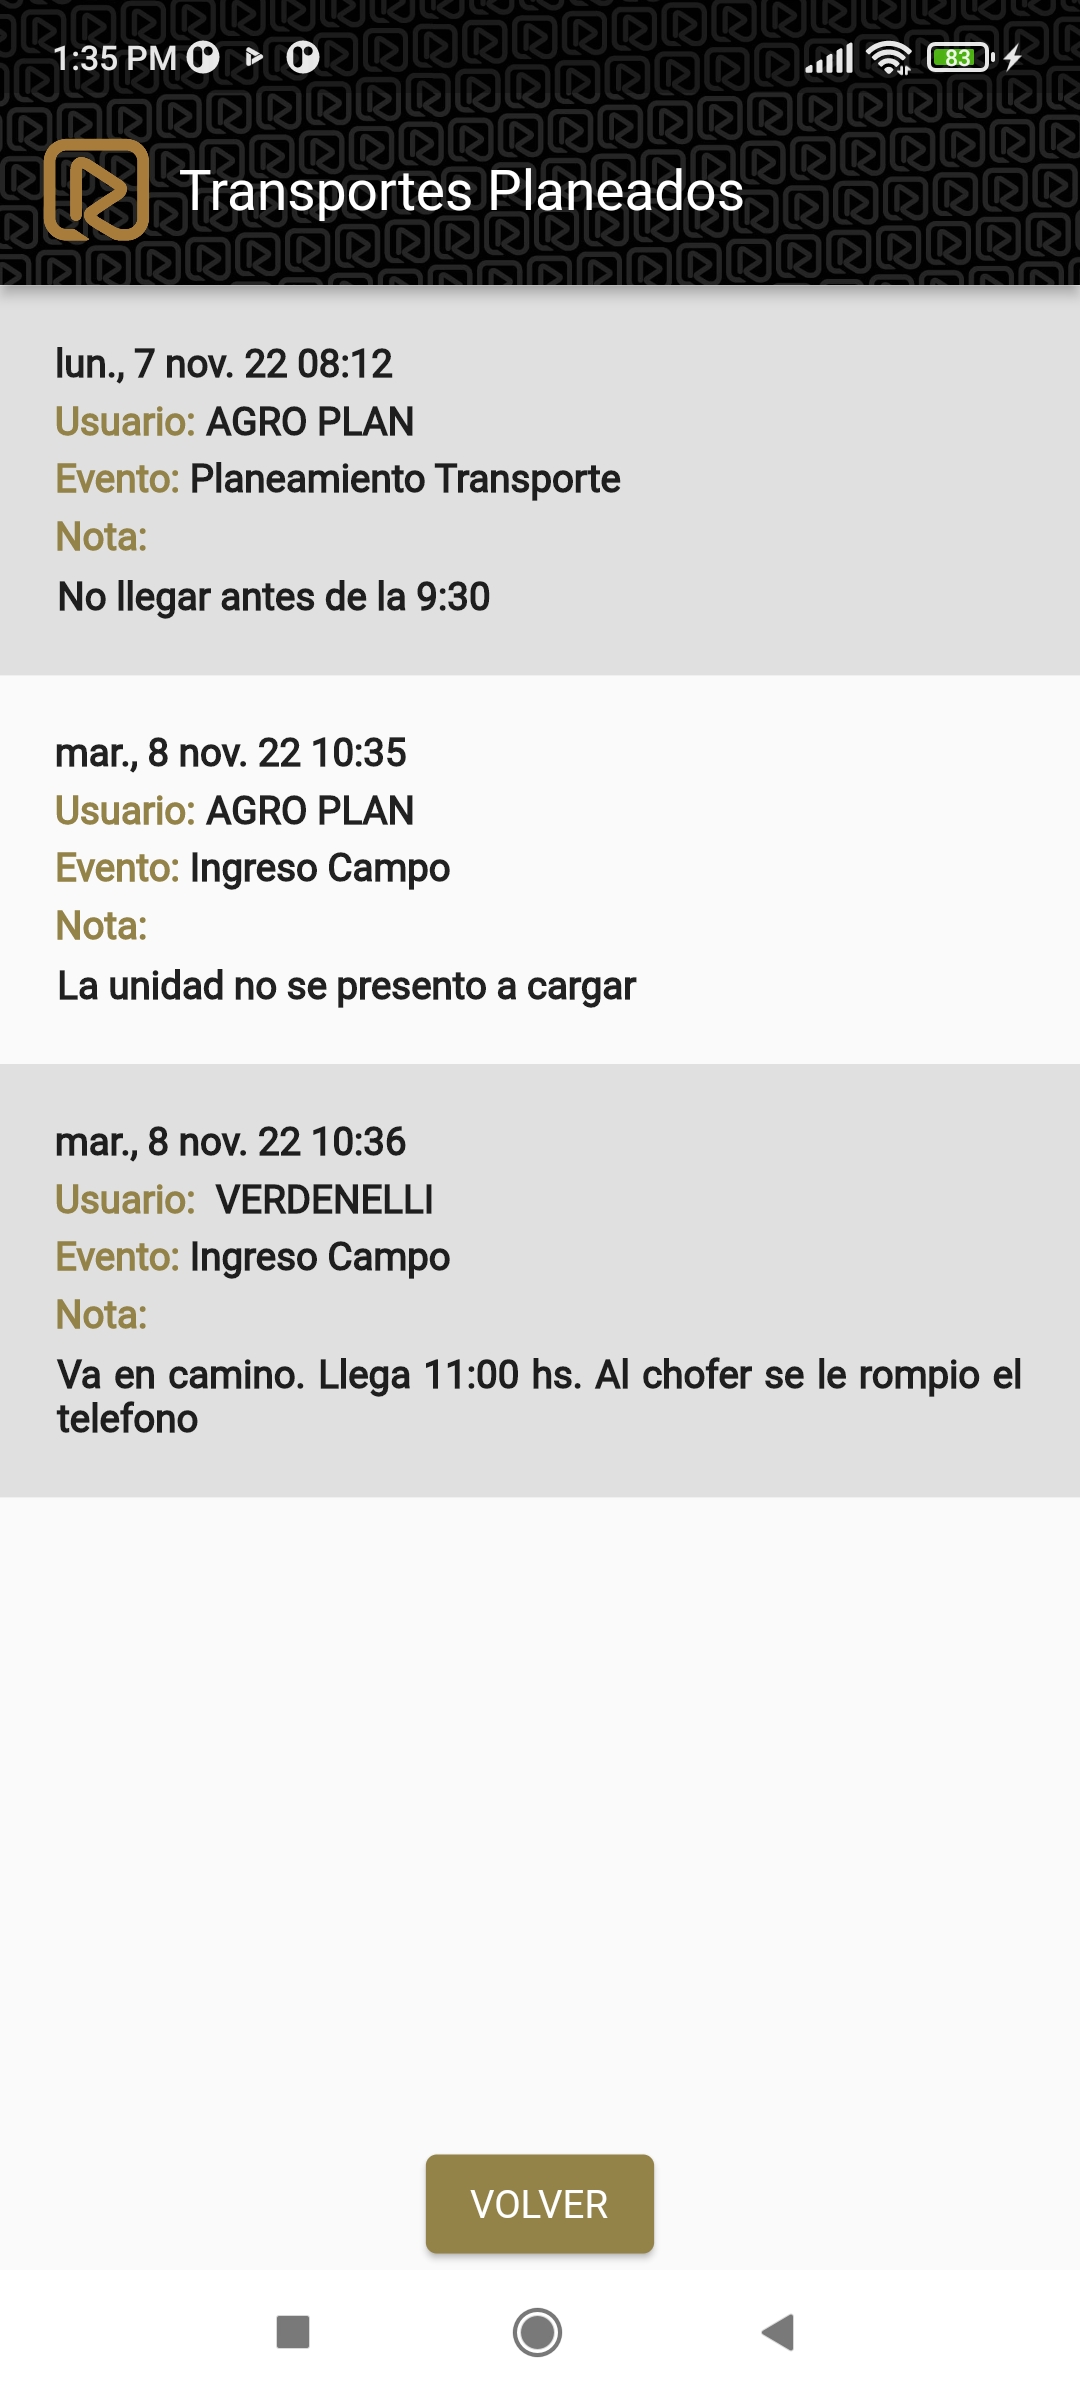 1:35 PM
83
Transportes Planeados
lun., 7 nov. 22 08:12
Usuario: AGRO PLAN
Evento: Planeamiento Transporte
Nota:
No llegar antes de la 9:30
mar., 8 nov. 22 10:35
Usuario: AGRO PLAN
Evento: Ingreso Campo
Nota:
La unidad no se presento a cargar
mar., 8 nov. 22 10:36
Usuario: VERDENELLI
Evento: Ingreso Campo
Nota:
Va en camino. Llega 11:00 hs. Al chofer se le rompio el
telefono
VOLVER